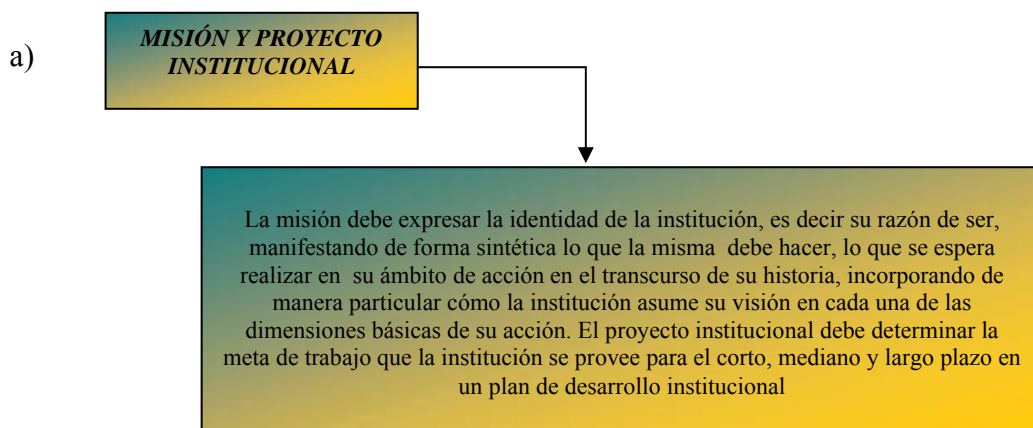 a)
MISIÓN Y PROYECTO
INSTITUCIONAL
La misión debe expresar la identidad de la institución, es decir su razón de ser,
manifestando de forma sintética lo que la misma debe hacer, lo que se espera
realizar en su ámbito de acción en el transcurso de su historia, incorporando de
manera particular cómo la institución asume su visión en cada una de las
dimensiones básicas de su acción. El proyecto institucional debe determinar la
meta de trabajo que la institución se provee para el corto, mediano y largo plazo en
un plan de desarrollo institucional